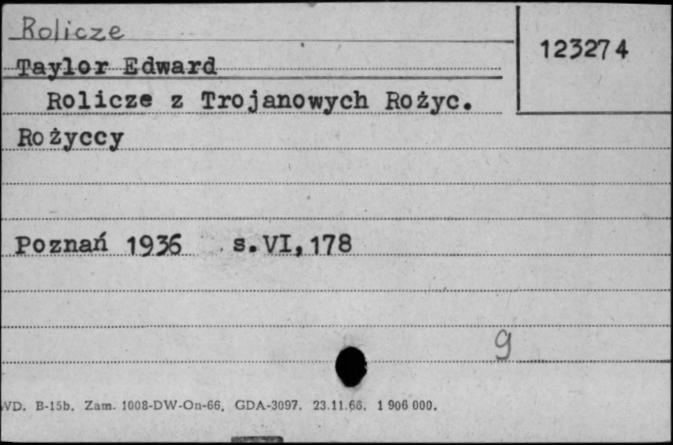 Rolicze
123274
Taylor Edward
Rolicze z Trojanowych Rożyc.
Rożyccy
Poznań 1936 s.VI,178
9
WD. B-15b. Zam. 1008-DW-On-66. GDA-3097. 23.11.66. 1 906 000.